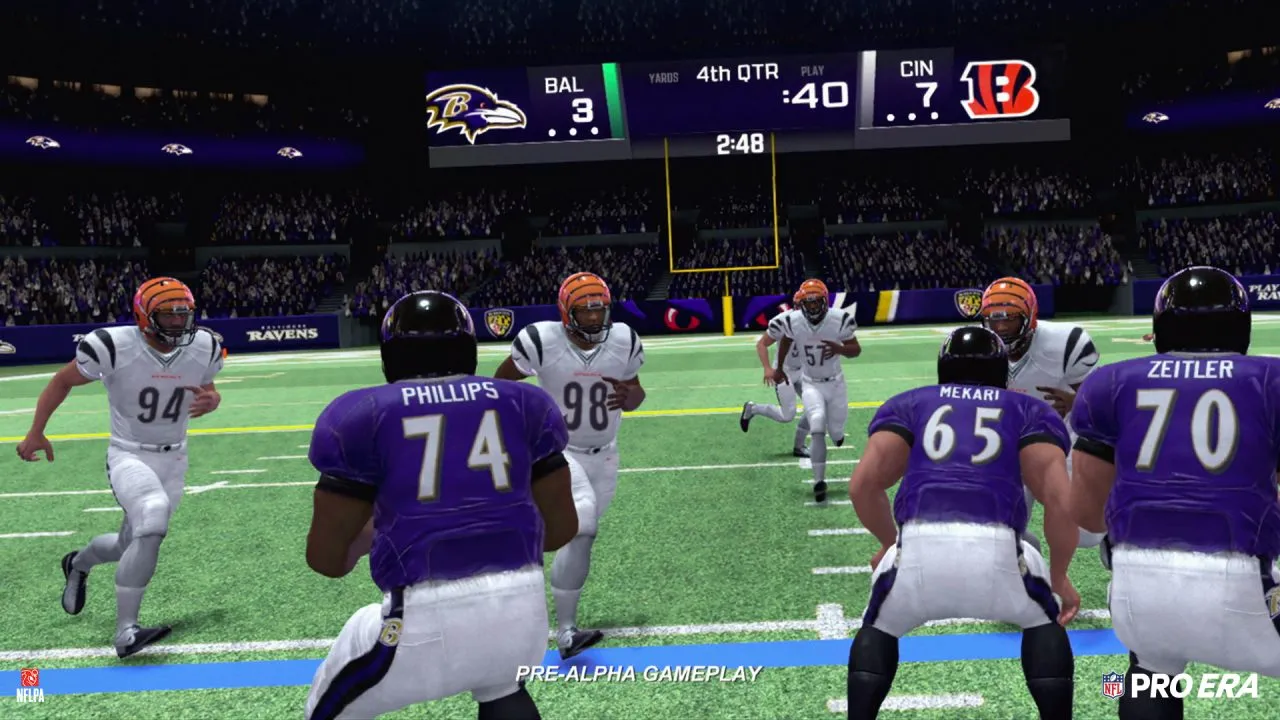 BAL
3
YARDS
4th QTR
PLAY
:40
CIN
7
2:48
B
RAVENS
94
98
57
PHILLIPS
74
MEKARI
65
ZEITLER
70
PRE-ALPHA GAMEPLAY
NFLPA
NFL
PRO ERA